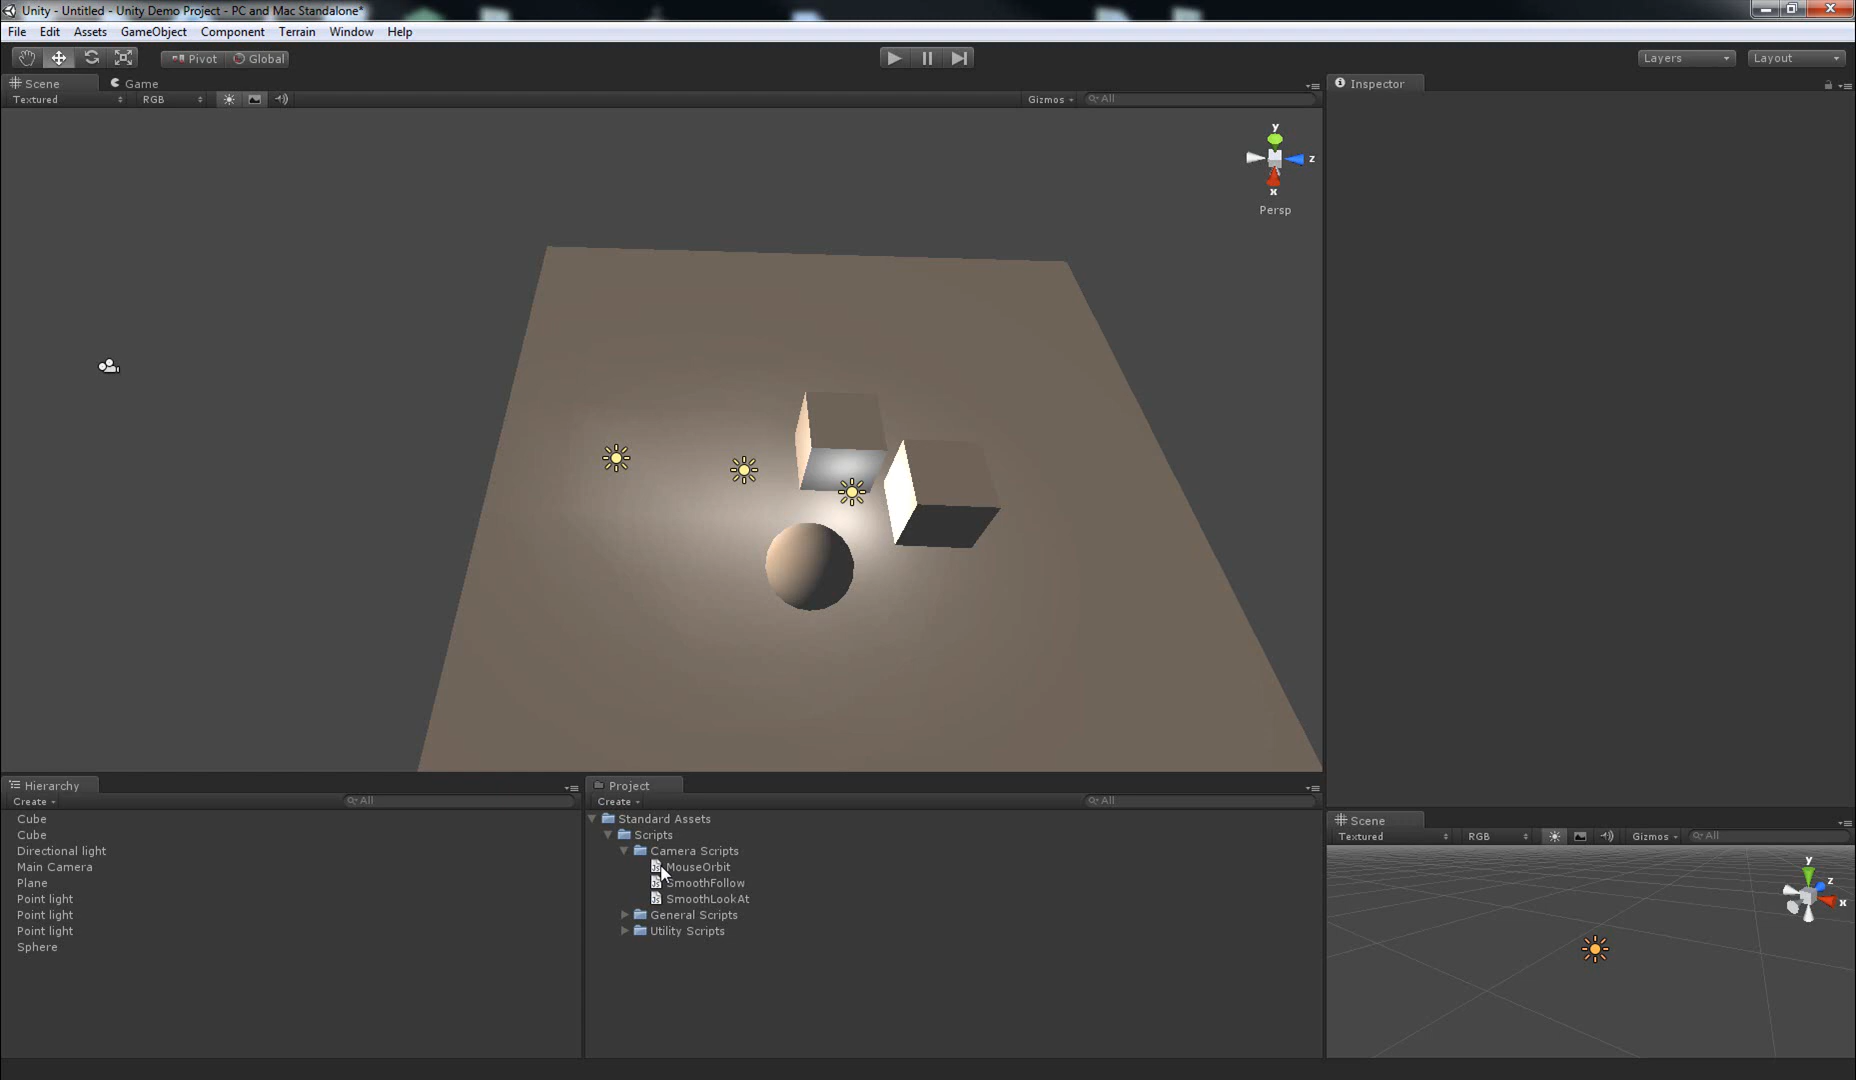 Unity - Untitled - Unity Demo Project - PC and Mac Standalone*
File Edit Assets GameObject Component Terrain Window Help
Pivot Global Layers Layout
Scene Game Inspector
Textured RGB Gizmos All
y
z
x
Persp
Hierarchy Project
Create All Create All
Cube
Cube
Directional light
Main Camera
Plane
Point light
Point light
Point light
Sphere
Standard Assets
Scripts
Camera Scripts
MouseOrbit
SmoothFollow
SmoothLookAt
General Scripts
Utility Scripts
Scene
Textured RGB Gizmos All
y
z
x